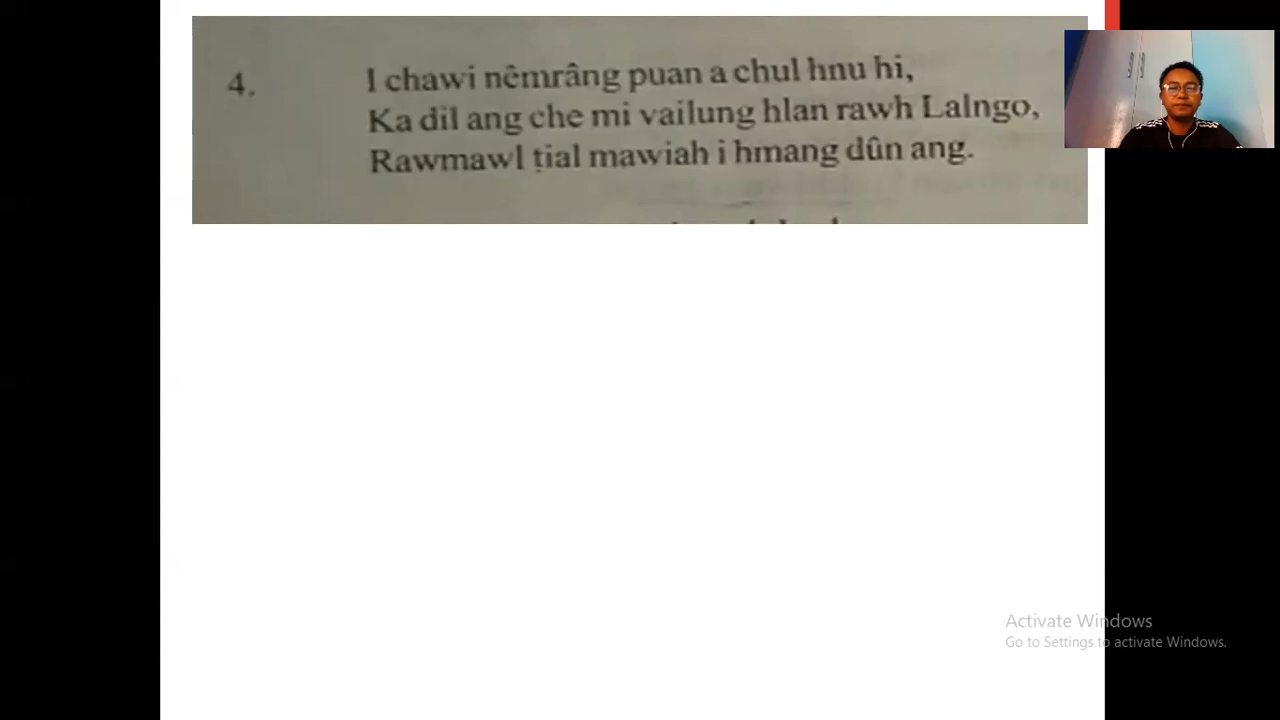 4. I chawi nêmrâng puan a chul hnu hi,
Ka dil ang che mi vailung hlan rawh Lalngo,
Rawmawl ṭial mawiah i hmang dûn ang.
Activate Windows
Go to Settings to activate Windows.